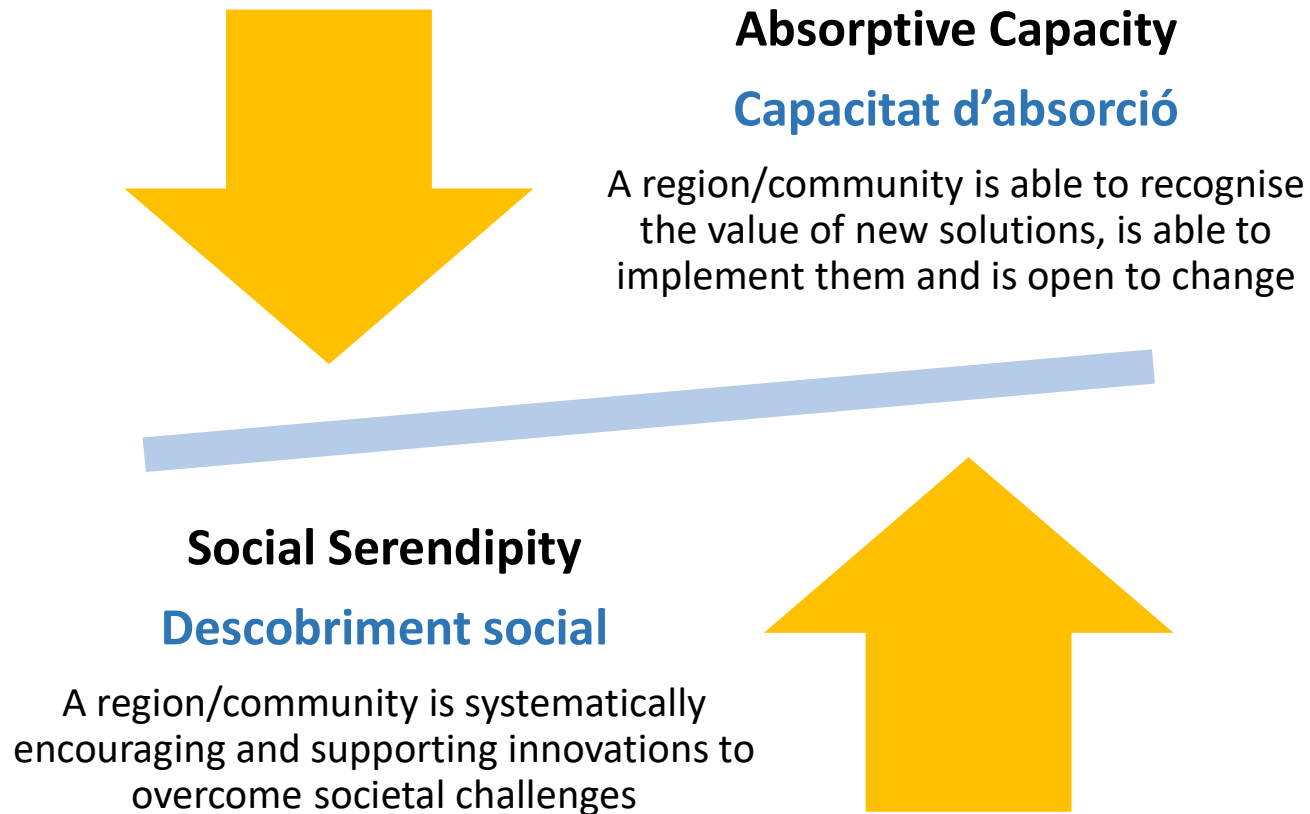 Absorptive Capacity
Capacitat d’absorció
A region/community is able to recognise
the value of new solutions, is able to
implement them and is open to change
Social Serendipity
Descobriment social
A region/community is systematically
encouraging and supporting innovations to
overcome societal challenges